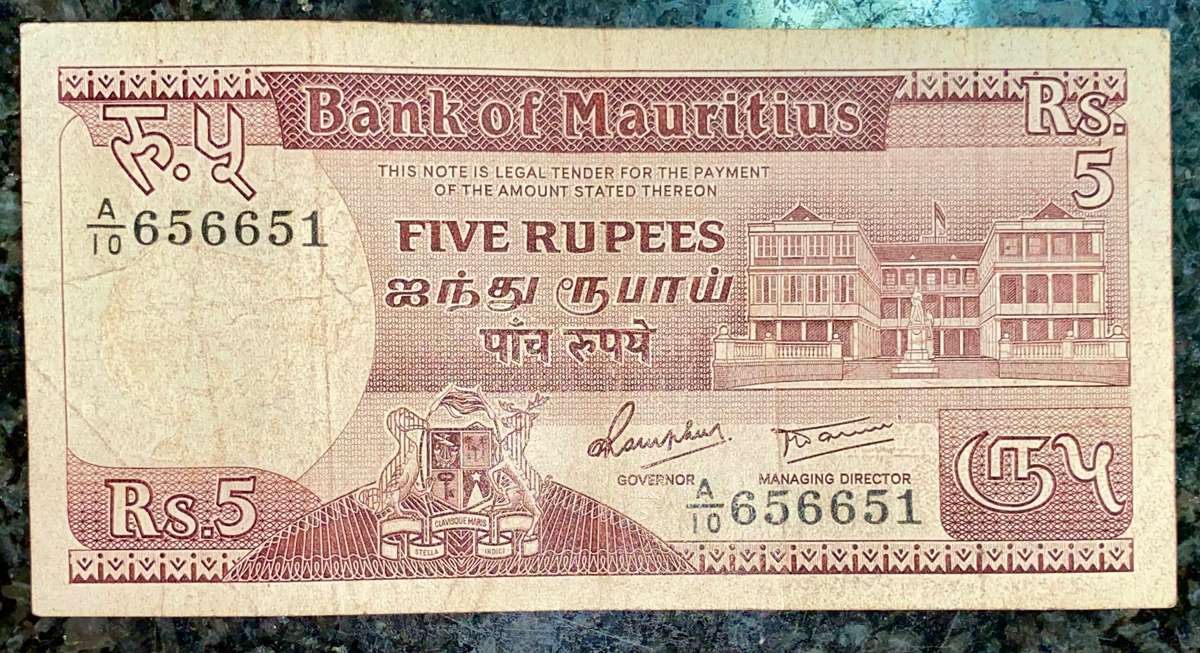 Bank of Mauritius
Rs. 5
रु. ५
THIS NOTE IS LEGAL TENDER FOR THE PAYMENT
OF THE AMOUNT STATED THEREON
A/10 656651
FIVE RUPEES
ஐந்து ரூபாய்
पाँच रुपये
GOVERNOR
MANAGING DIRECTOR
A/10 656651
Rs.5
CLAVISQUE MARIS
STELLA
INDICI
ரூ ५